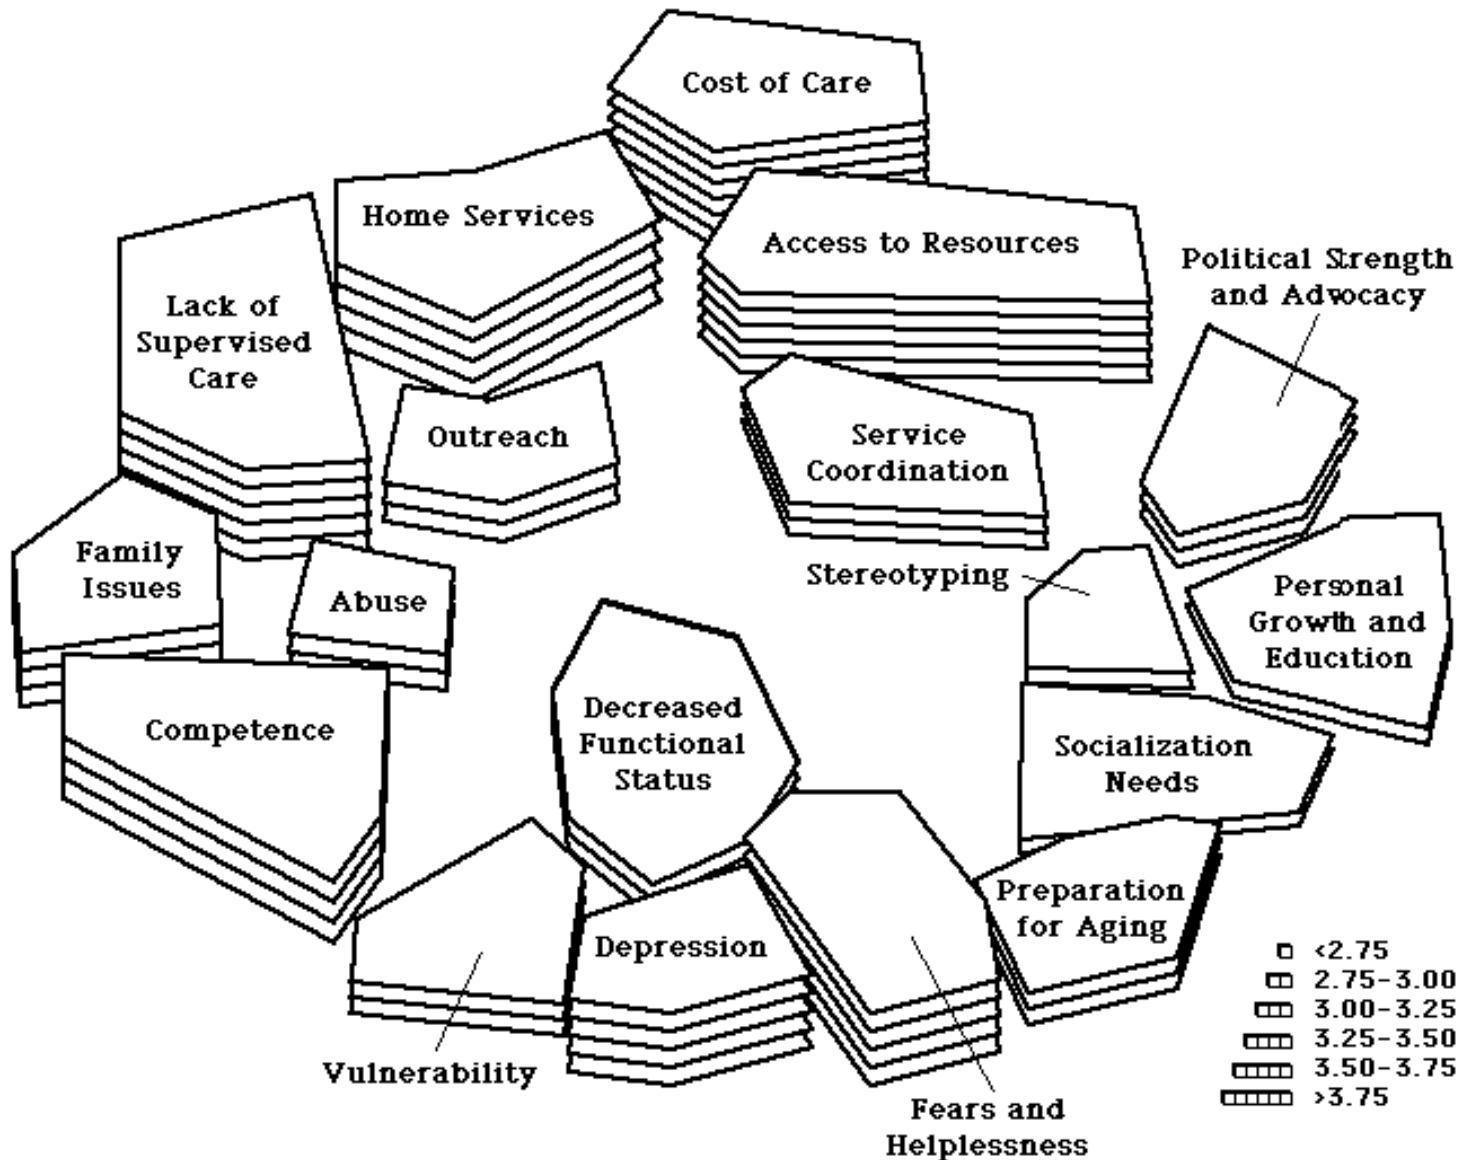 Cost of Care
Home Services
Access to Resources
Political Strength
and Advocacy
Lack of
Supervised
Care
Outreach
Service
Coordination
Family
Issues
Abuse
Stereotyping
Personal
Growth and
Education
Competence
Decreased
Functional
Status
Socialization
Needs
Depression
Preparation
for Aging
Vulnerability
Fears and
Helplessness
<2.75
2.75-3.00
3.00-3.25
3.25-3.50
3.50-3.75
>3.75